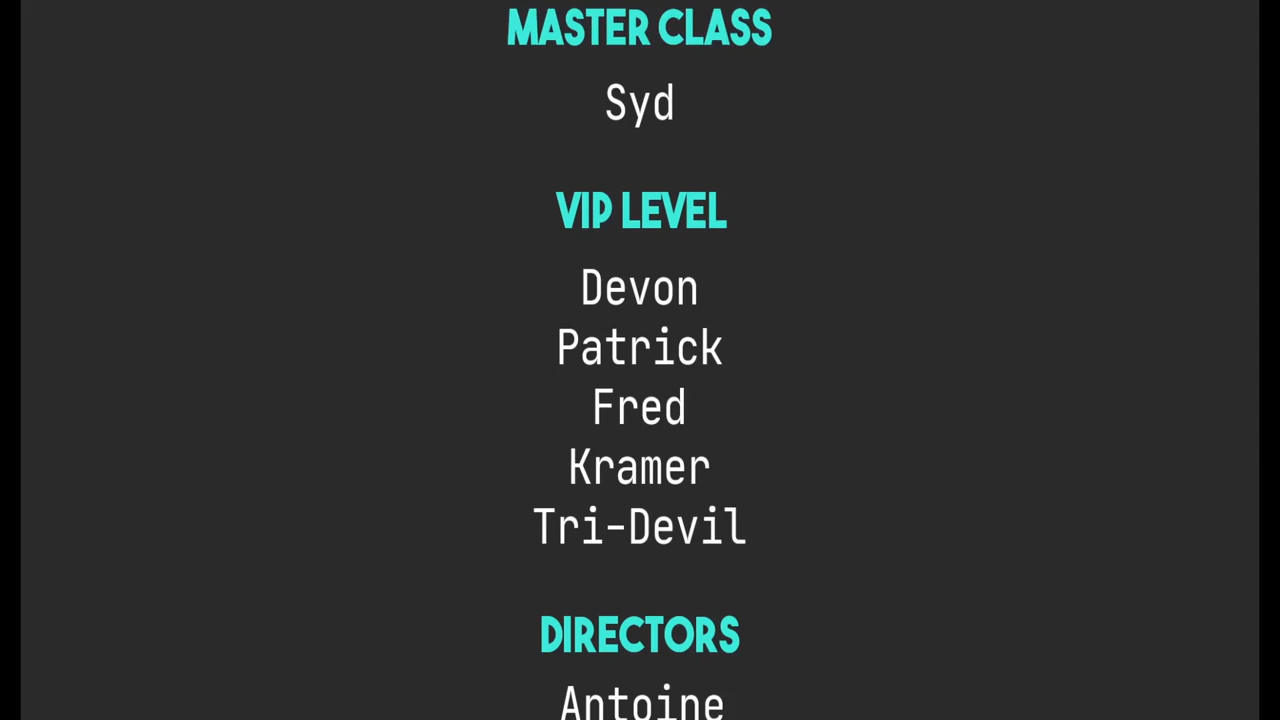 MASTER CLASS
Syd
VIP LEVEL
Devon
Patrick
Fred
Kramer
Tri-Devil
DIRECTORS
Antoine